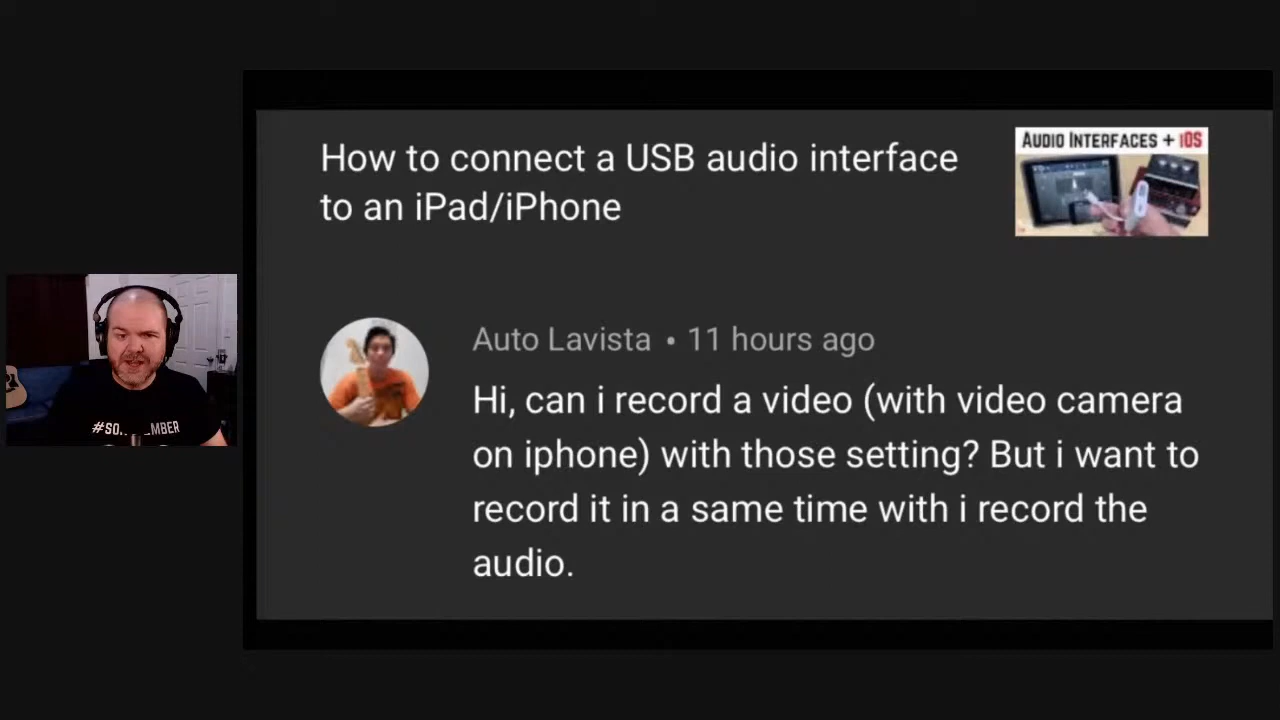 How to connect a USB audio interface
to an iPad/iPhone
AUDIO INTERFACES + iOS
Auto Lavista • 11 hours ago
Hi, can i record a video (with video camera
on iphone) with those setting? But i want to
record it in a same time with i record the
audio.